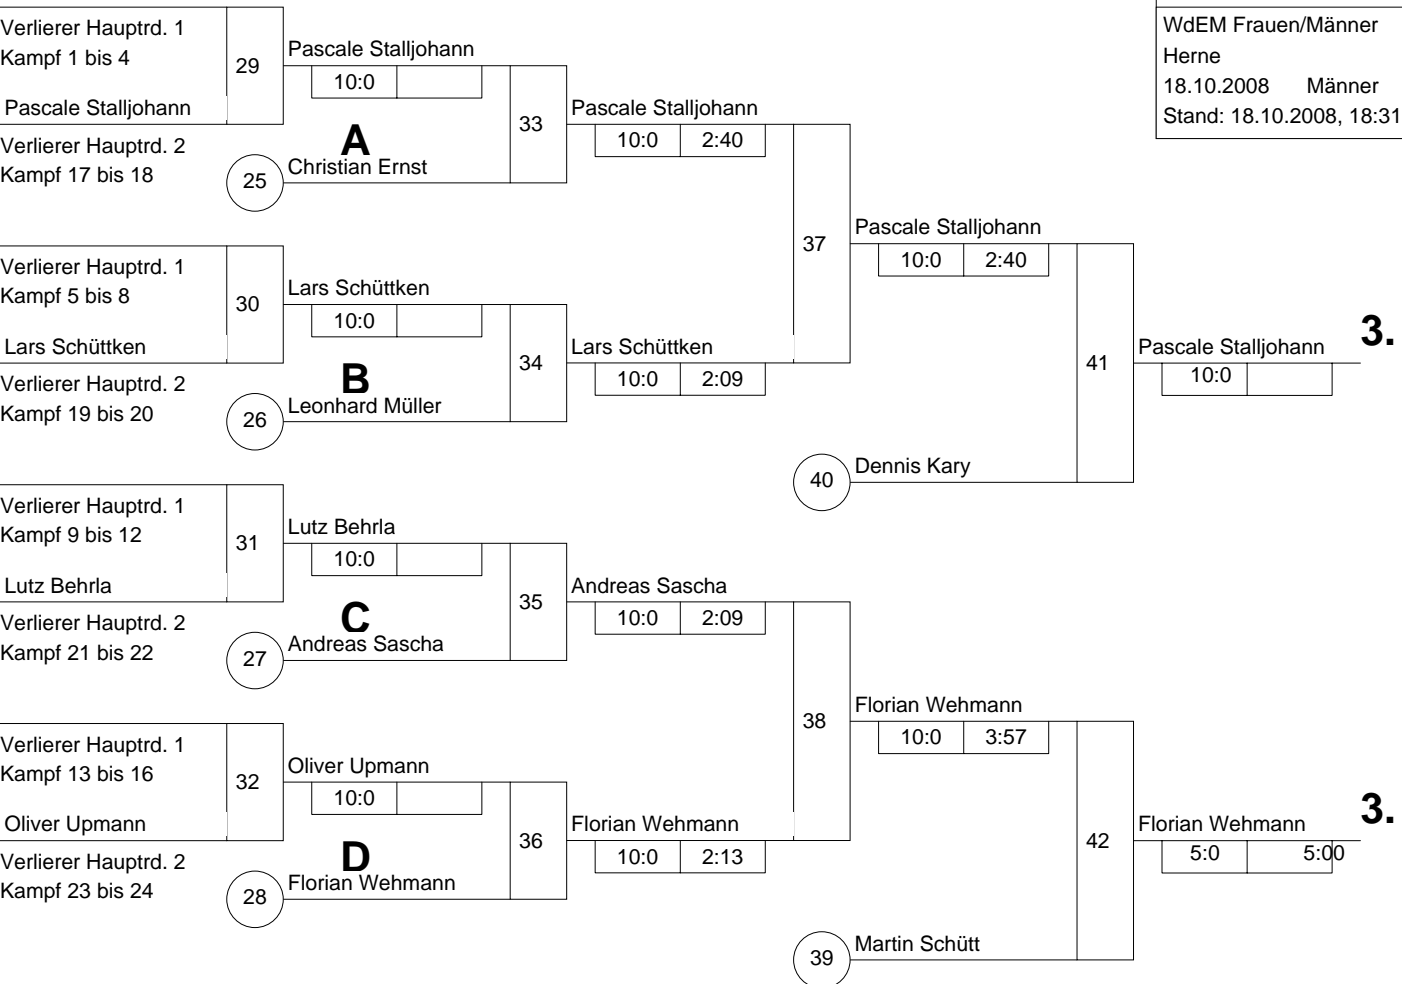 WdEM Frauen/Männer
Herne
18.10.2008 Männer
Stand: 18.10.2008, 18:31
Verlierer Hauptrd. 1
Kampf 1 bis 4
29
Pascale Stalljohann
10:0
Pascale Stalljohann
Verlierer Hauptrd. 2
Kampf 17 bis 18
A
25
Christian Ernst
33
Pascale Stalljohann
10:0 2:40
Verlierer Hauptrd. 1
Kampf 5 bis 8
30
Lars Schüttken
10:0
Lars Schüttken
Verlierer Hauptrd. 2
Kampf 19 bis 20
B
26
Leonhard Müller
34
Lars Schüttken
10:0 2:09
37
Pascale Stalljohann
10:0 2:40
40
Dennis Kary
41
Pascale Stalljohann
10:0
3.
Verlierer Hauptrd. 1
Kampf 9 bis 12
31
Lutz Behrla
10:0
Lutz Behrla
Verlierer Hauptrd. 2
Kampf 21 bis 22
C
27
Andreas Sascha
35
Andreas Sascha
10:0 2:09
Verlierer Hauptrd. 1
Kampf 13 bis 16
32
Oliver Upmann
10:0
Oliver Upmann
Verlierer Hauptrd. 2
Kampf 23 bis 24
D
28
Florian Wehmann
36
Florian Wehmann
10:0 2:13
38
Florian Wehmann
10:0 3:57
39
Martin Schütt
42
Florian Wehmann
5:0 5:00
3.